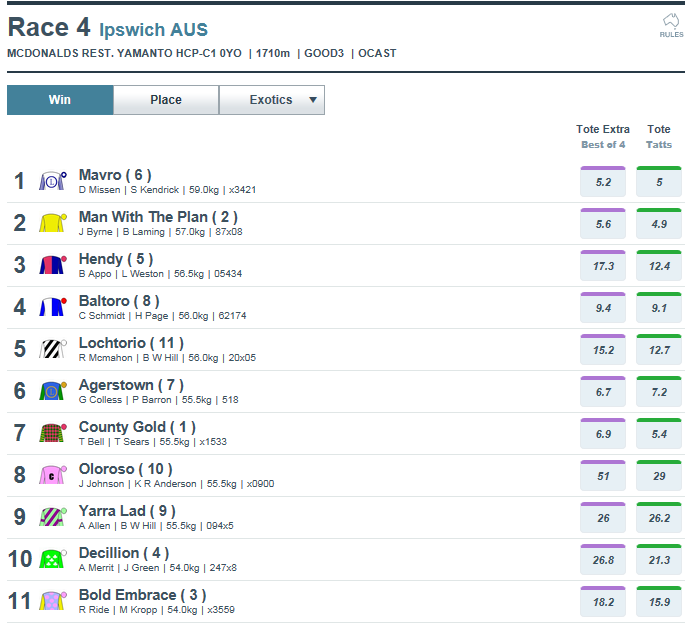 Race 4 Ipswich AUS
RULES
MCDONALDS REST. YAMANTO HCP-C1 0YO | 1710m | GOOD3 | OCAST
Win Place Exotics
Tote Extra Tote
Best of 4 Tatts
1 Mavro ( 6 ) 5.2 5
D Missen | S Kendrick | 59.0kg | x3421
2 Man With The Plan ( 2 ) 5.6 4.9
J Byrne | B Laming | 57.0kg | 87x08
3 Hendy ( 5 ) 17.3 12.4
B Appo | L Weston | 56.5kg | 05434
4 Baltoro ( 8 ) 9.4 9.1
C Schmidt | H Page | 56.0kg | 62174
5 Lochtorio ( 11 ) 15.2 12.7
R Mcmahon | B W Hill | 56.0kg | 20x05
6 Agerstown ( 7 ) 6.7 7.2
G Colless | P Barron | 55.5kg | 518
7 County Gold ( 1 ) 6.9 5.4
T Bell | T Sears | 55.5kg | x1533
8 Oloroso ( 10 ) 51 29
J Johnson | K R Anderson | 55.5kg | x0900
9 Yarra Lad ( 9 ) 26 26.2
A Allen | B W Hill | 55.5kg | 094x5
10 Decillion ( 4 ) 26.8 21.3
A Merrit | J Green | 54.0kg | 247x8
11 Bold Embrace ( 3 ) 18.2 15.9
R Ride | M Kropp | 54.0kg | x3559